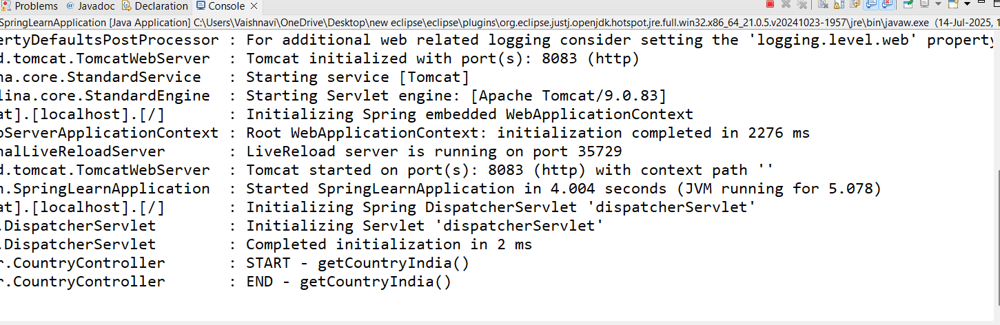 Problems @ Javadoc Declaration Console
SpringLearnApplication [Java Application] C:\Users\Vaishnavi\OneDrive\Desktop\new eclipse\eclipse\plugins\org.eclipse.justj.openjdk.hotspot.jre.full.win32.x86_64_21.0.5.v20241023-1957\jre\bin\javaw.exe (14-Jul-2025, 1
ertyDefaultsPostProcessor : For additional web related logging consider setting the 'logging.level.web' property
d.tomcat.TomcatWebServer : Tomcat initialized with port(s): 8083 (http)
na.core.StandardService : Starting service [Tomcat]
lina.core.StandardEngine : Starting Servlet engine: [Apache Tomcat/9.0.83]
at].[localhost].[/] : Initializing Spring embedded WebApplicationContext
bServerApplicationContext : Root WebApplicationContext: initialization completed in 2276 ms
nalLiveReloadServer : LiveReload server is running on port 35729
d.tomcat.TomcatWebServer : Tomcat started on port(s): 8083 (http) with context path ''
n.SpringLearnApplication : Started SpringLearnApplication in 4.004 seconds (JVM running for 5.078)
at].[localhost].[/] : Initializing Spring DispatcherServlet 'dispatcherServlet'
.DispatcherServlet : Initializing Servlet 'dispatcherServlet'
.DispatcherServlet : Completed initialization in 2 ms
r.CountryController : START - getCountryIndia()
r.CountryController : END - getCountryIndia()